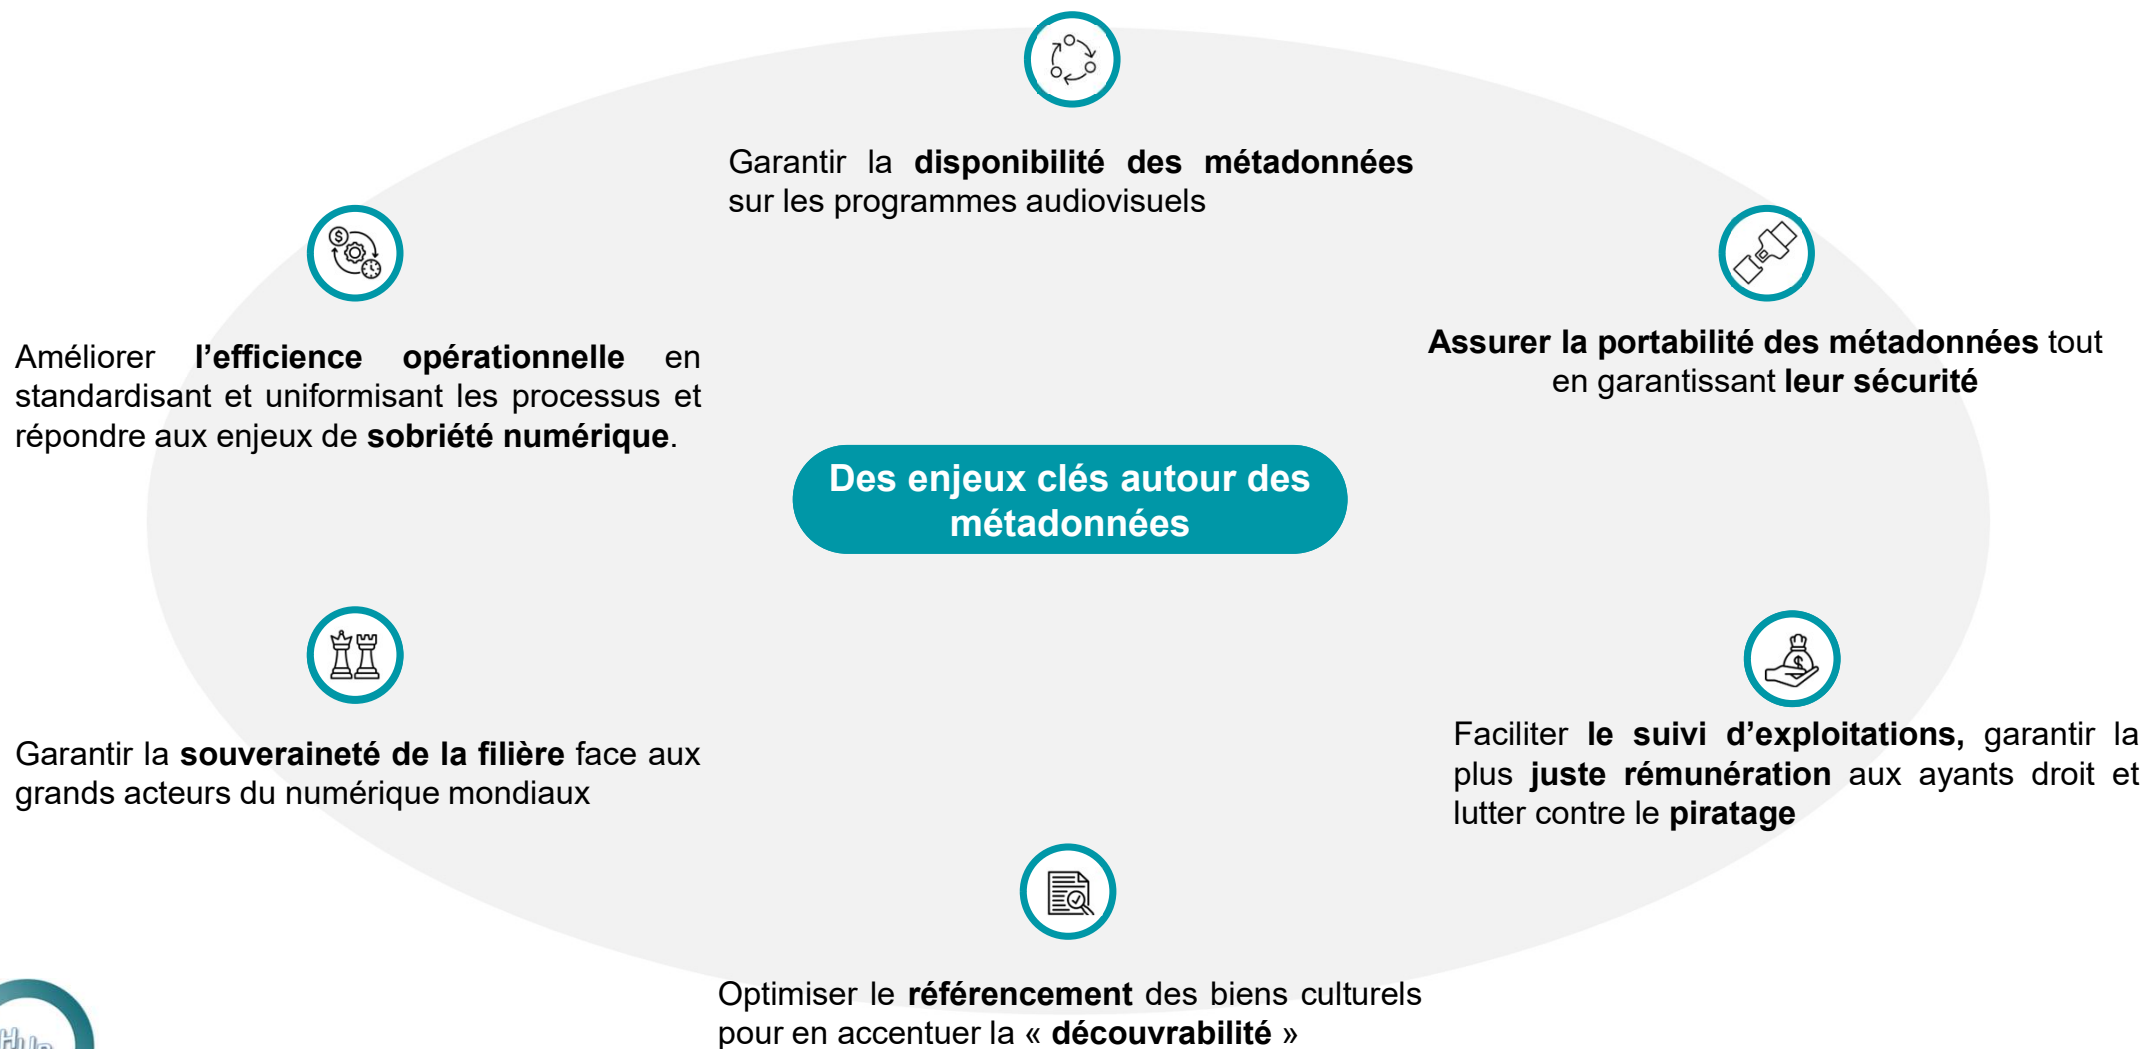 Garantir la disponibilité des métadonnées
sur les programmes audiovisuels
Améliorer l’efficience opérationnelle en
standardisant et uniformisant les processus et
répondre aux enjeux de sobriété numérique.
Assurer la portabilité des métadonnées tout
en garantissant leur sécurité
Des enjeux clés autour des
métadonnées
Garantir la souveraineté de la filière face aux
grands acteurs du numérique mondiaux
Faciliter le suivi d’exploitations, garantir la
plus juste rémunération aux ayants droit et
lutter contre le piratage
Optimiser le référencement des biens culturels
pour en accentuer la « découvrabilité »